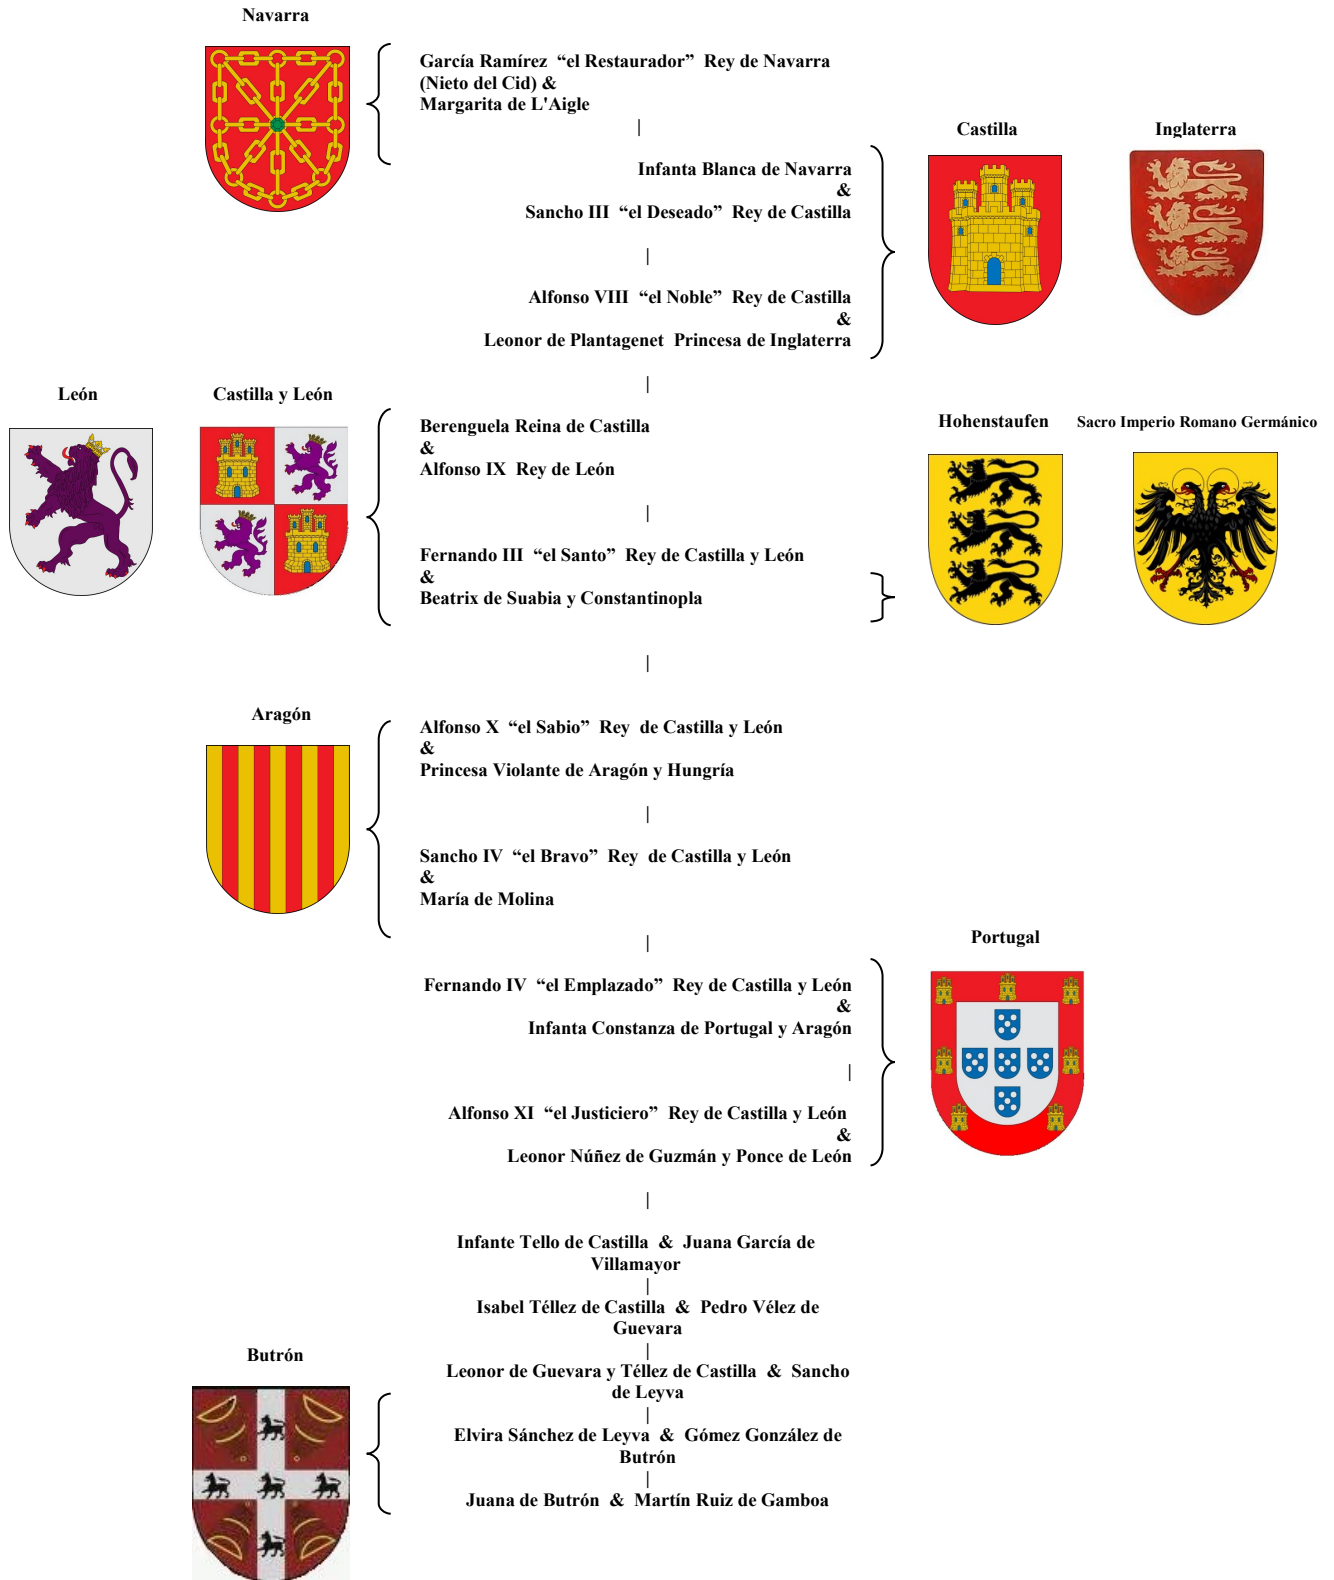 Navarra
García Ramírez “el Restaurador” Rey de Navarra
(Nieto del Cid) &
Margarita de L'Aigle
|
Castilla
Inglaterra
Infanta Blanca de Navarra
&
Sancho III “el Deseado” Rey de Castilla
|
Alfonso VIII “el Noble” Rey de Castilla
&
Leonor de Plantagenet Princesa de Inglaterra
|
León
Castilla y León
Berenguela Reina de Castilla
&
Alfonso IX Rey de León
|
Hohenstaufen
Sacro Imperio Romano Germánico
Fernando III “el Santo” Rey de Castilla y León
&
Beatrix de Suabia y Constantinopla
|
Aragón
Alfonso X “el Sabio” Rey de Castilla y León
&
Princesa Violante de Aragón y Hungría
|
Sancho IV “el Bravo” Rey de Castilla y León
&
María de Molina
|
Portugal
Fernando IV “el Emplazado” Rey de Castilla y León
&
Infanta Constanza de Portugal y Aragón
|
Alfonso XI “el Justiciero” Rey de Castilla y León
&
Leonor Núñez de Guzmán y Ponce de León
|
Infante Tello de Castilla & Juana García de
Villamayor
|
Isabel Téllez de Castilla & Pedro Vélez de
Guevara
|
Butrón
Leonor de Guevara y Téllez de Castilla & Sancho
de Leyva
|
Elvira Sánchez de Leyva & Gómez González de
Butrón
|
Juana de Butrón & Martín Ruiz de Gamboa